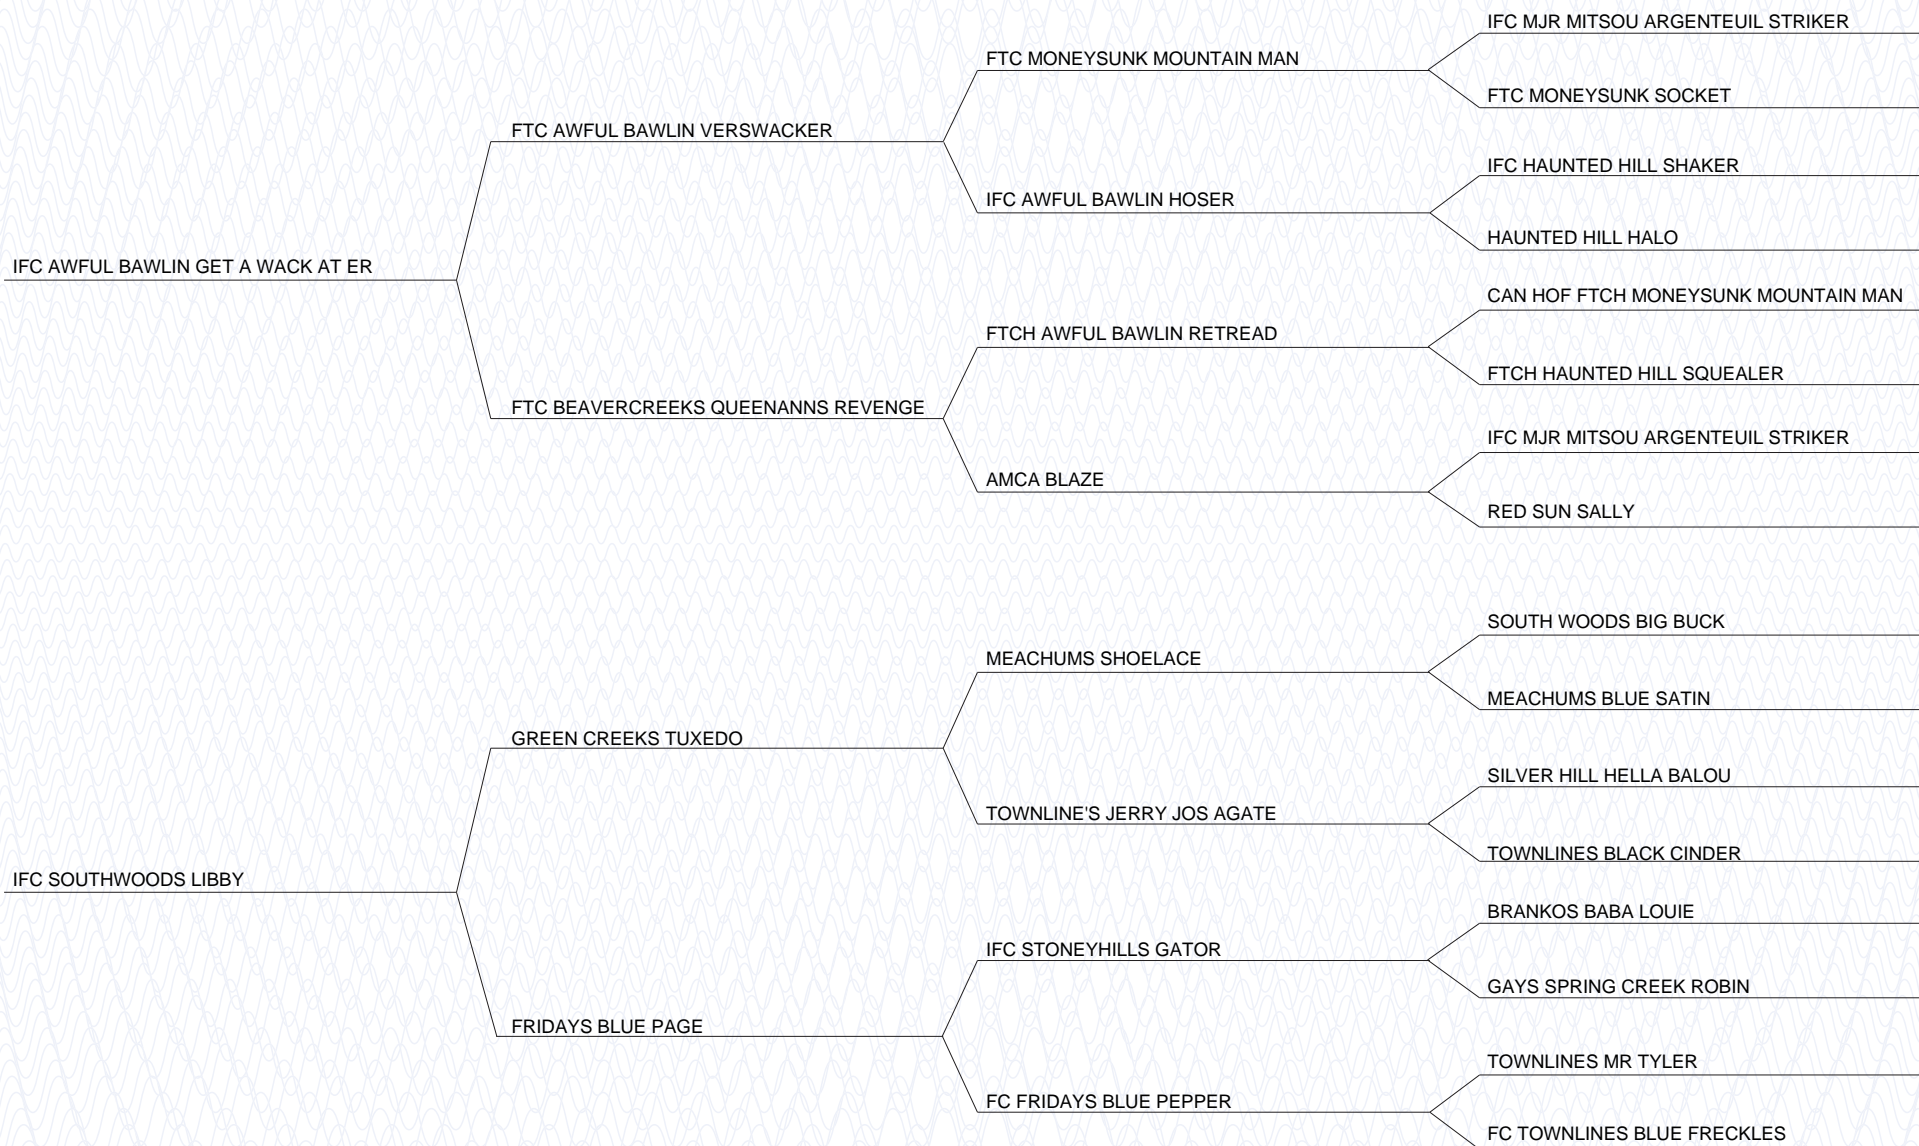 IFC MJR MITSOU ARGENTEUIL STRIKER
FTC MONEYSUNK MOUNTAIN MAN
FTC MONEYSUNK SOCKET
FTC AWFUL BAWLIN VERSWACKER
IFC HAUNTED HILL SHAKER
IFC AWFUL BAWLIN HOSER
HAUNTED HILL HALO
IFC AWFUL BAWLIN GET A WACK AT ER
CAN HOF FTCH MONEYSUNK MOUNTAIN MAN
FTCH AWFUL BAWLIN RETREAD
FTCH HAUNTED HILL SQUEALER
FTC BEAVERCREEKS QUEENANNS REVENGE
IFC MJR MITSOU ARGENTEUIL STRIKER
AMCA BLAZE
RED SUN SALLY
SOUTH WOODS BIG BUCK
MEACHUMS SHOELACE
MEACHUMS BLUE SATIN
GREEN CREEKS TUXEDO
SILVER HILL HELLA BALOU
TOWNLINE'S JERRY JOS AGATE
TOWNLINES BLACK CINDER
IFC SOUTHWOODS LIBBY
BRANKOS BABA LOUIE
IFC STONEYHILLS GATOR
GAYS SPRING CREEK ROBIN
FRIDAYS BLUE PAGE
TOWNLINES MR TYLER
FC FRIDAYS BLUE PEPPER
FC TOWNLINES BLUE FRECKLES